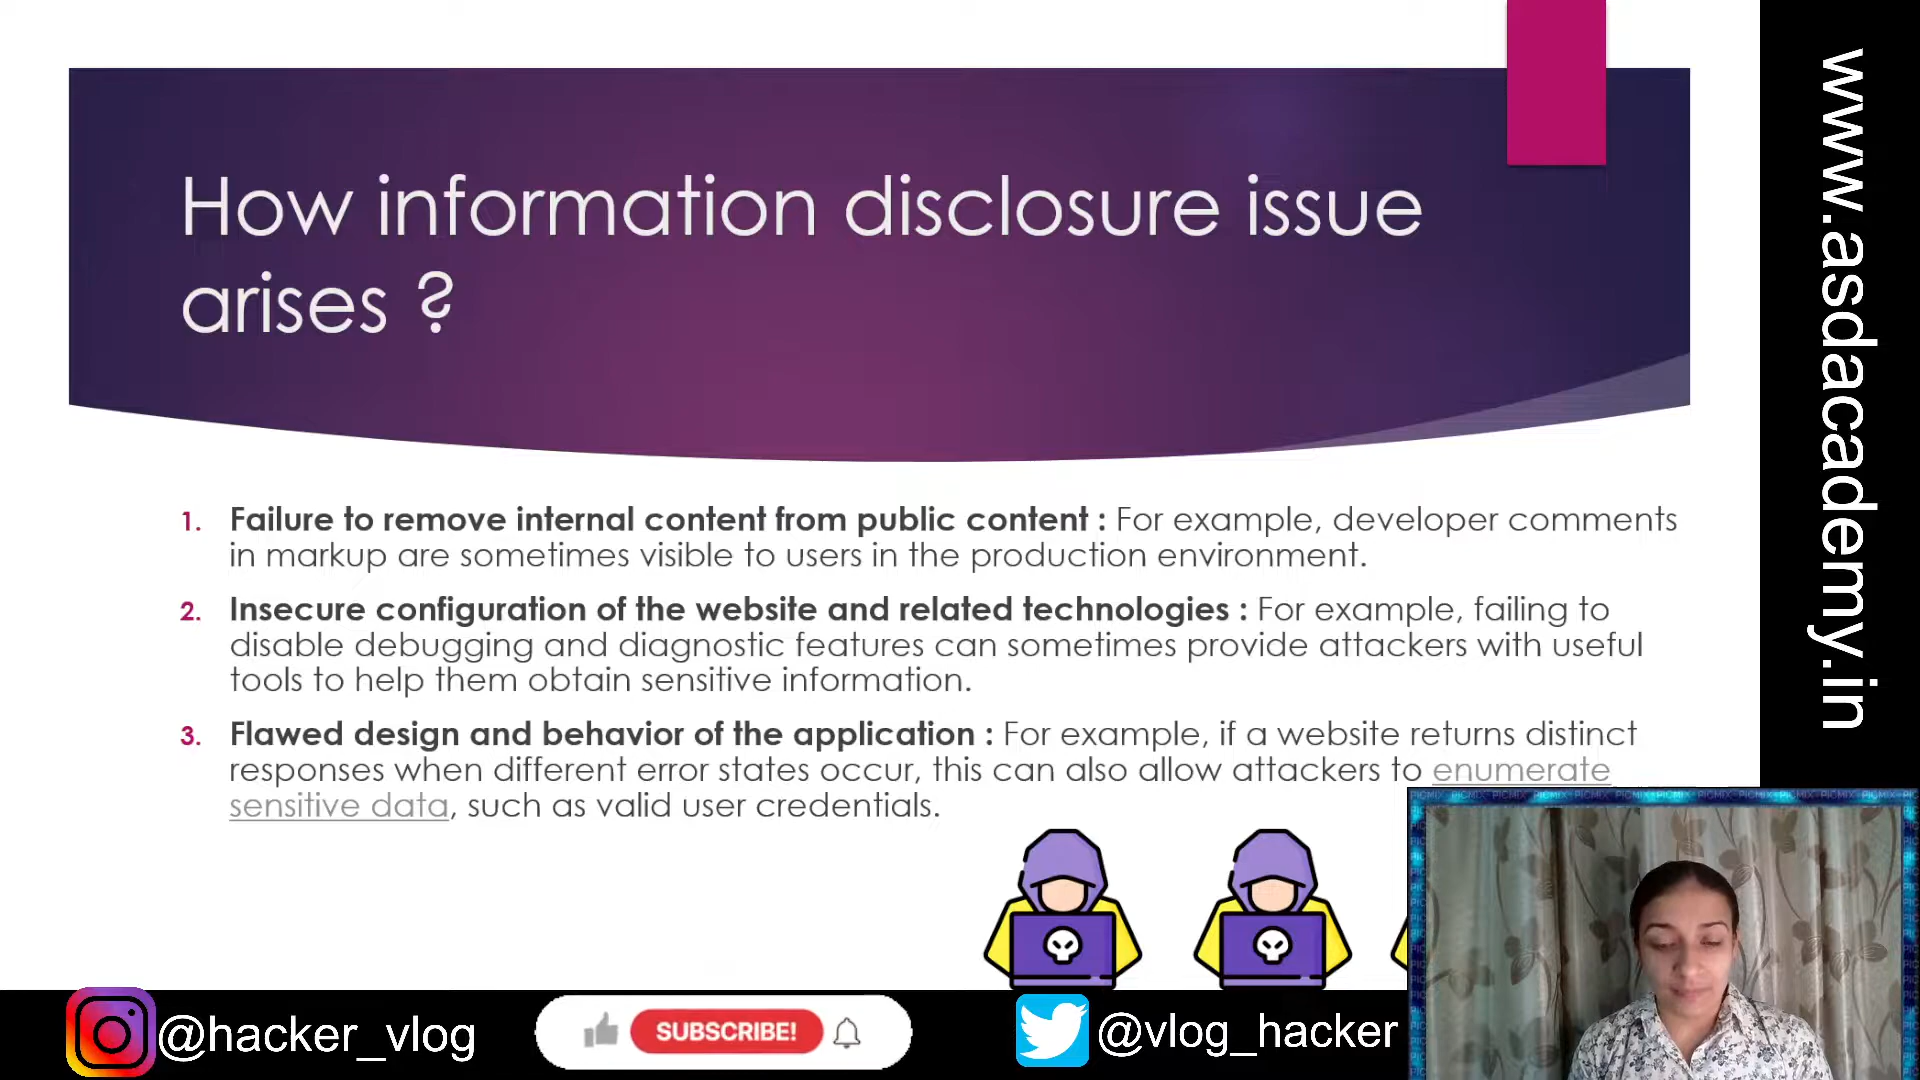 How information disclosure issue
arises ?
1. Failure to remove internal content from public content : For example, developer comments
in markup are sometimes visible to users in the production environment.
2. Insecure configuration of the website and related technologies : For example, failing to
disable debugging and diagnostic features can sometimes provide attackers with useful
tools to help them obtain sensitive information.
3. Flawed design and behavior of the application : For example, if a website returns distinct
responses when different error states occur, this can also allow attackers to enumerate
sensitive data, such as valid user credentials.
www.asdacademy.in
@hacker_vlog
SUBSCRIBE!
@vlog_hacker